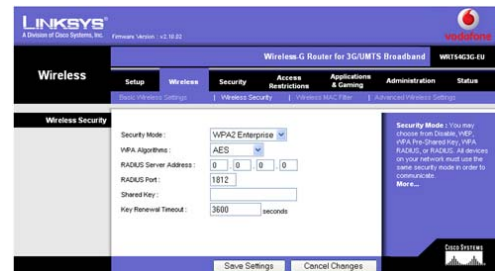 LINKSYS®
A Division of Cisco Systems, Inc.
Firmware Version : v2.10.02
vodafone
Wireless-G Router for 3G/UMTS Broadband
WRT54G3G-EU
Wireless
Setup
Wireless
Security
Access Restrictions
Applications & Gaming
Administration
Status
Basic Wireless Settings
| Wireless Security
| Wireless MAC Filter
| Advanced Wireless Settings
Wireless Security
Security Mode :
WPA2 Enterprise
WPA Algorithms :
AES
RADIUS Server Address :
0 . 0 . 0 . 0
RADIUS Port :
1812
Shared Key :
Key Renewal Timeout :
3600 seconds
Security Mode : You may
choose from Disable, WEP,
WPA Pre-Shared Key, WPA
RADIUS, or RADIUS. All devices
on your network must use the
same security mode in order to
communicate.
More...
Save Settings
Cancel Changes
CISCO SYSTEMS